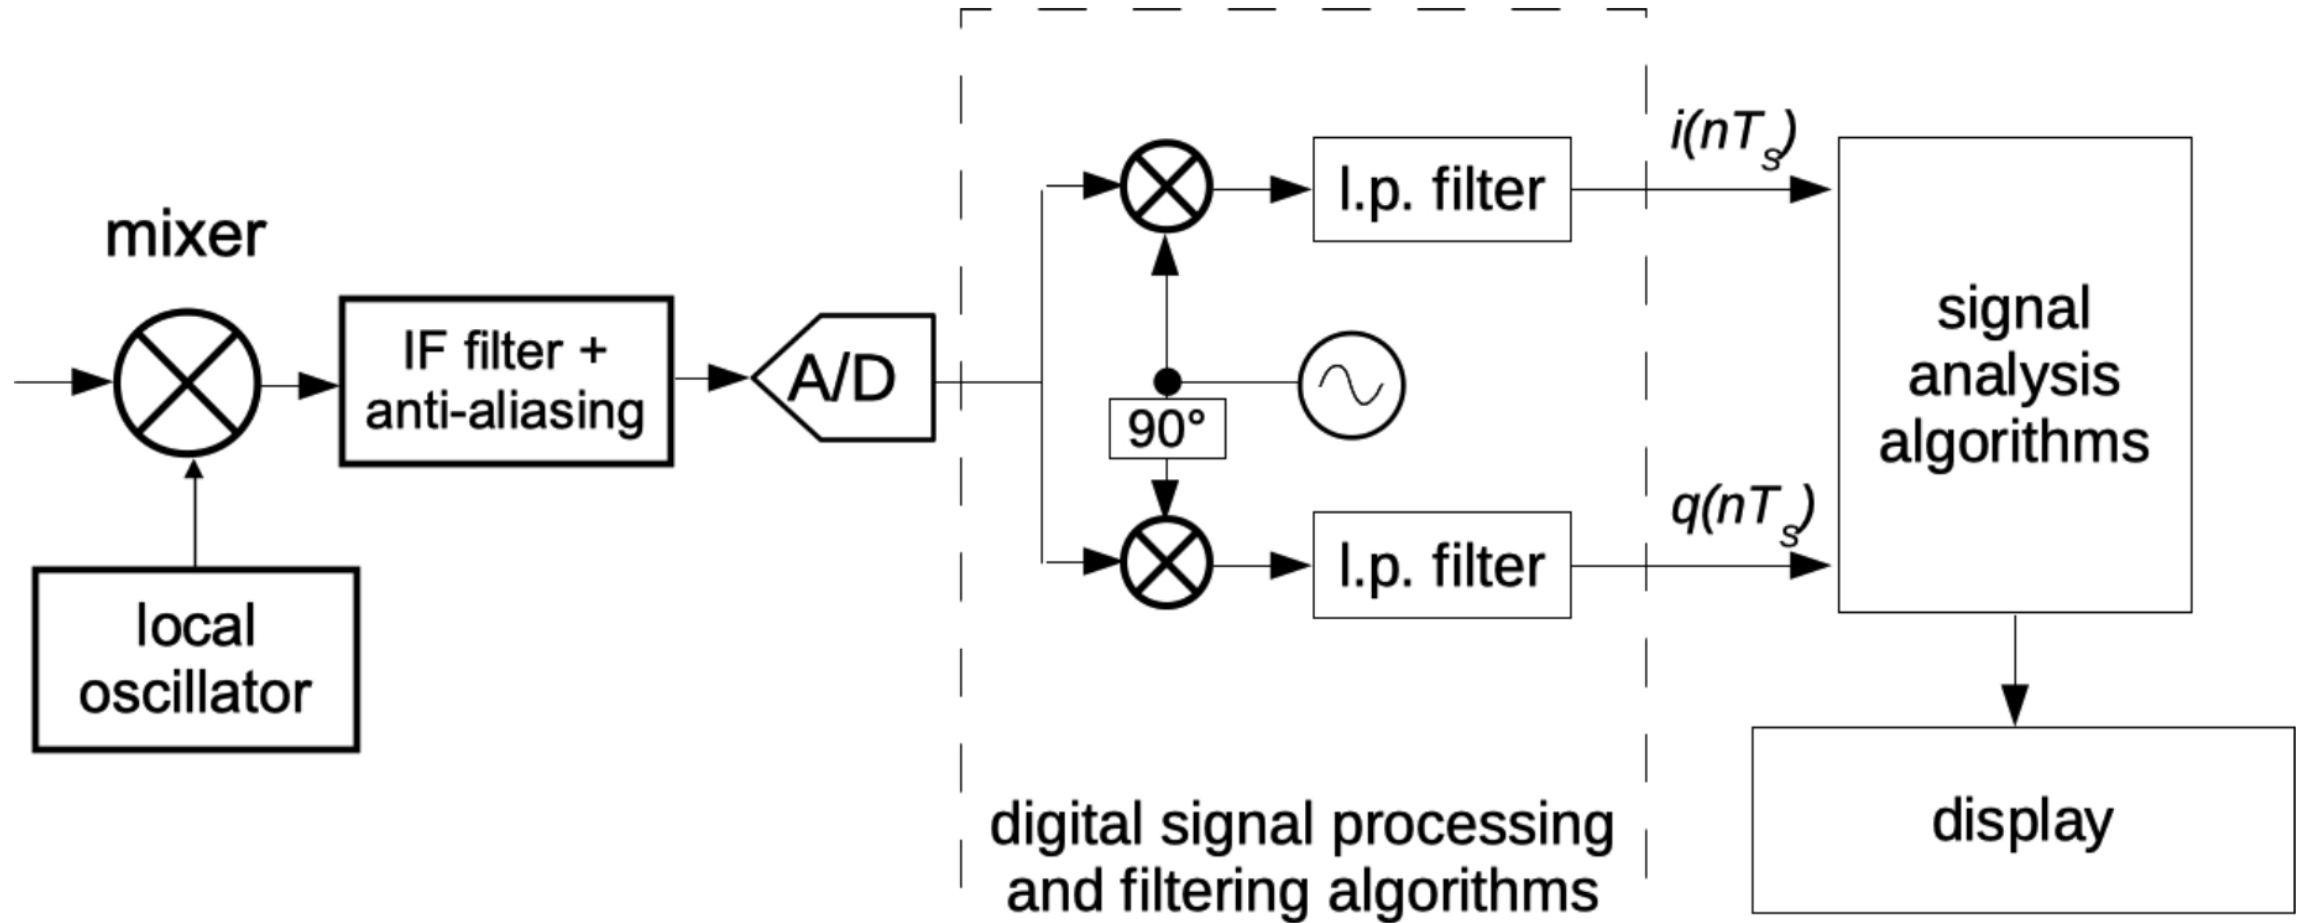 mixer
IF filter +
anti-aliasing
local
oscillator
A/D
90°
l.p. filter
l.p. filter
i(nTs)
q(nTs)
digital signal processing
and filtering algorithms
signal
analysis
algorithms
display